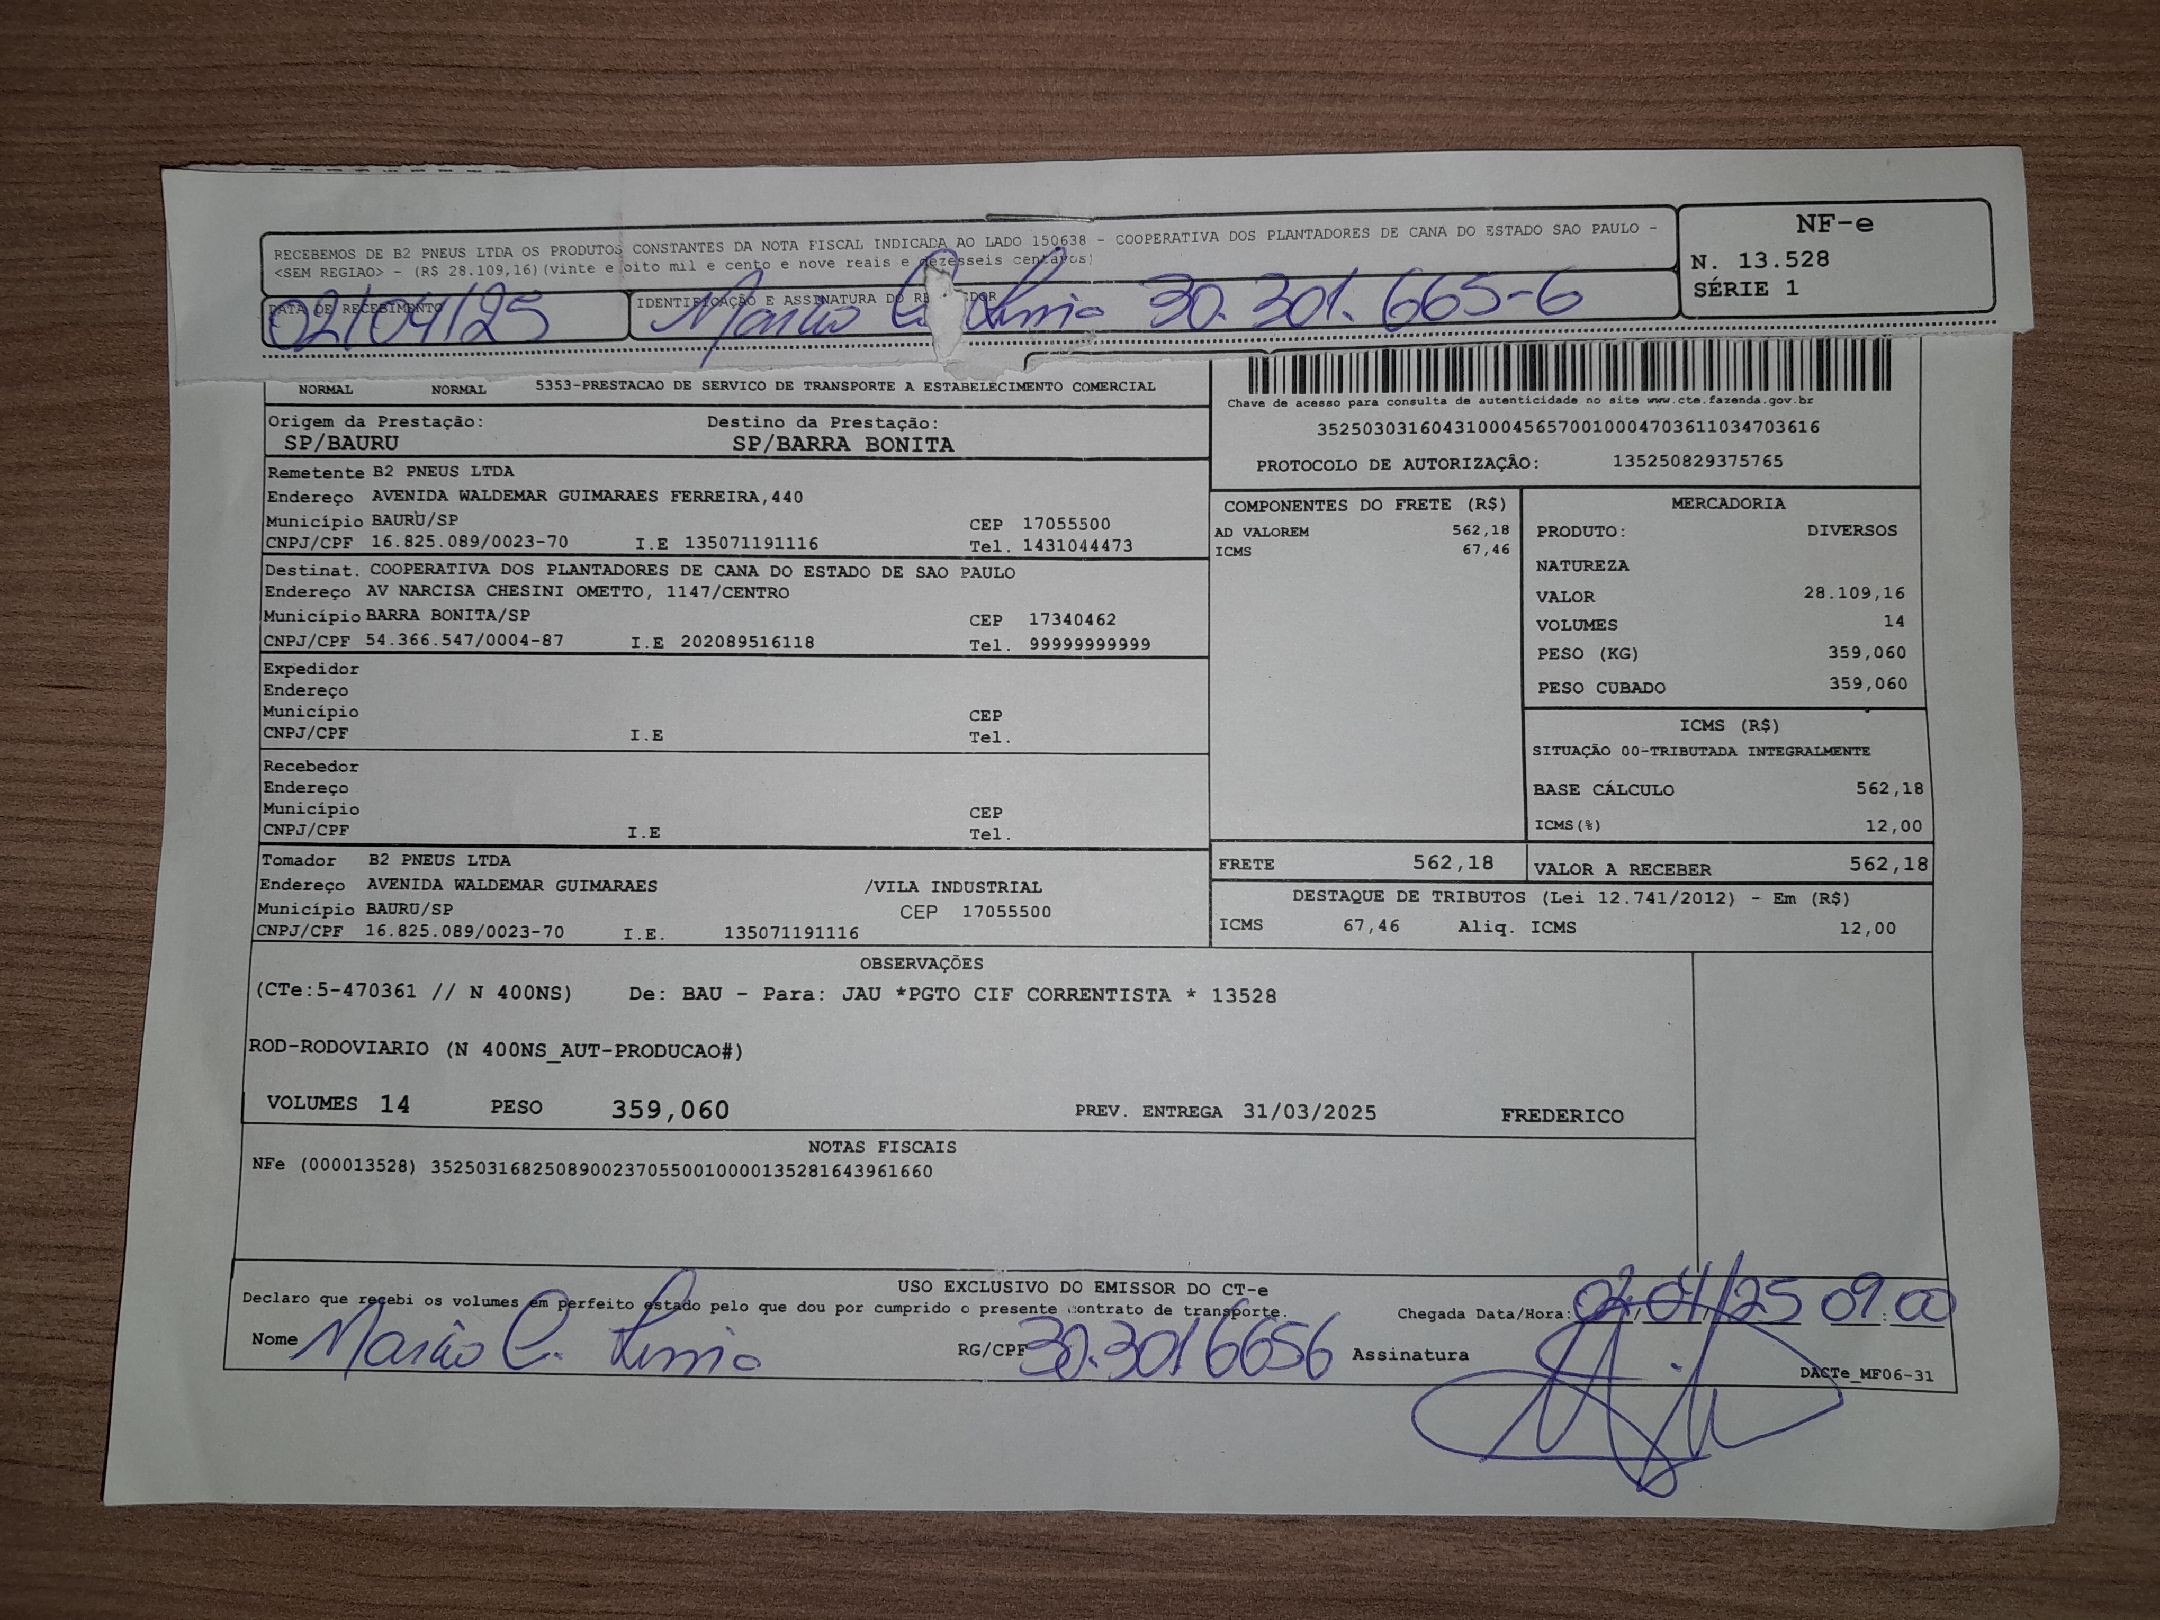 RECEBEMOS DE B2 PNEUS LTDA OS PRODUTOS CONSTANTES DA NOTA FISCAL INDICADA AO LADO 150638 - COOPERATIVA DOS PLANTADORES DE CANA DO ESTADO SAO PAULO -
<SEM REGIAO> - (R$ 28.109,16)(vinte e oito mil e cento e nove reais e dezesseis centavos)
NF-e
N. 13.528
SÉRIE 1
DATA DE RECEBIMENTO
02/04/25
IDENTIFICAÇÃO E ASSINATURA DO
30.301.665-6
NORMAL NORMAL 5353-PRESTACAO DE SERVICO DE TRANSPORTE A ESTABELECIMENTO COMERCIAL
Chave de acesso para consulta de autenticidade no site www.cte.fazenda.gov.br
35250303160431000456570010004703611034703616
PROTOCOLO DE AUTORIZAÇÃO: 135250829375765
Origem da Prestação: Destino da Prestação:
SP/BAURU SP/BARRA BONITA
Remetente B2 PNEUS LTDA
Endereço AVENIDA WALDEMAR GUIMARAES FERREIRA,440
Município BAURU/SP CEP 17055500
CNPJ/CPF 16.825.089/0023-70 I.E 135071191116 Tel. 1431044473
Destinat. COOPERATIVA DOS PLANTADORES DE CANA DO ESTADO DE SAO PAULO
Endereço AV NARCISA CHESINI OMETTO, 1147/CENTRO
Município BARRA BONITA/SP CEP 17340462
CNPJ/CPF 54.366.547/0004-87 I.E 202089516118 Tel. 99999999999
Expedidor
Endereço
Município CEP
CNPJ/CPF I.E Tel.
Recebedor
Endereço
Município CEP
CNPJ/CPF I.E Tel.
Tomador B2 PNEUS LTDA
Endereço AVENIDA WALDEMAR GUIMARAES /VILA INDUSTRIAL
Município BAURU/SP CEP 17055500
CNPJ/CPF 16.825.089/0023-70 I.E. 135071191116
COMPONENTES DO FRETE (R$)
AD VALOREM 562,18
ICMS 67,46
MERCADORIA
PRODUTO: DIVERSOS
NATUREZA
VALOR 28.109,16
VOLUMES 14
PESO (KG) 359,060
PESO CUBADO 359,060
ICMS (R$)
SITUAÇÃO 00-TRIBUTADA INTEGRALMENTE
BASE CÁLCULO 562,18
ICMS(%) 12,00
FRETE 562,18 VALOR A RECEBER 562,18
DESTAQUE DE TRIBUTOS (Lei 12.741/2012) - Em (R$)
ICMS 67,46 Aliq. ICMS 12,00
OBSERVAÇÕES
(CTe:5-470361 // N 400NS) De: BAU - Para: JAU *PGTO CIF CORRENTISTA * 13528
ROD-RODOVIARIO (N 400NS_AUT-PRODUCAO#)
VOLUMES 14 PESO 359,060 PREV. ENTREGA 31/03/2025 FREDERICO
NOTAS FISCAIS
NFe (000013528) 35250316825089002370550010000135281643961660
USO EXCLUSIVO DO EMISSOR DO CT-e
Declaro que recebi os volumes em perfeito estado pelo que dou por cumprido o presente contrato de transporte. Chegada Data/Hora: 02/04/25 09:00
Nome RG/CPF 30.3016656 Assinatura
DACTe_MF06-31